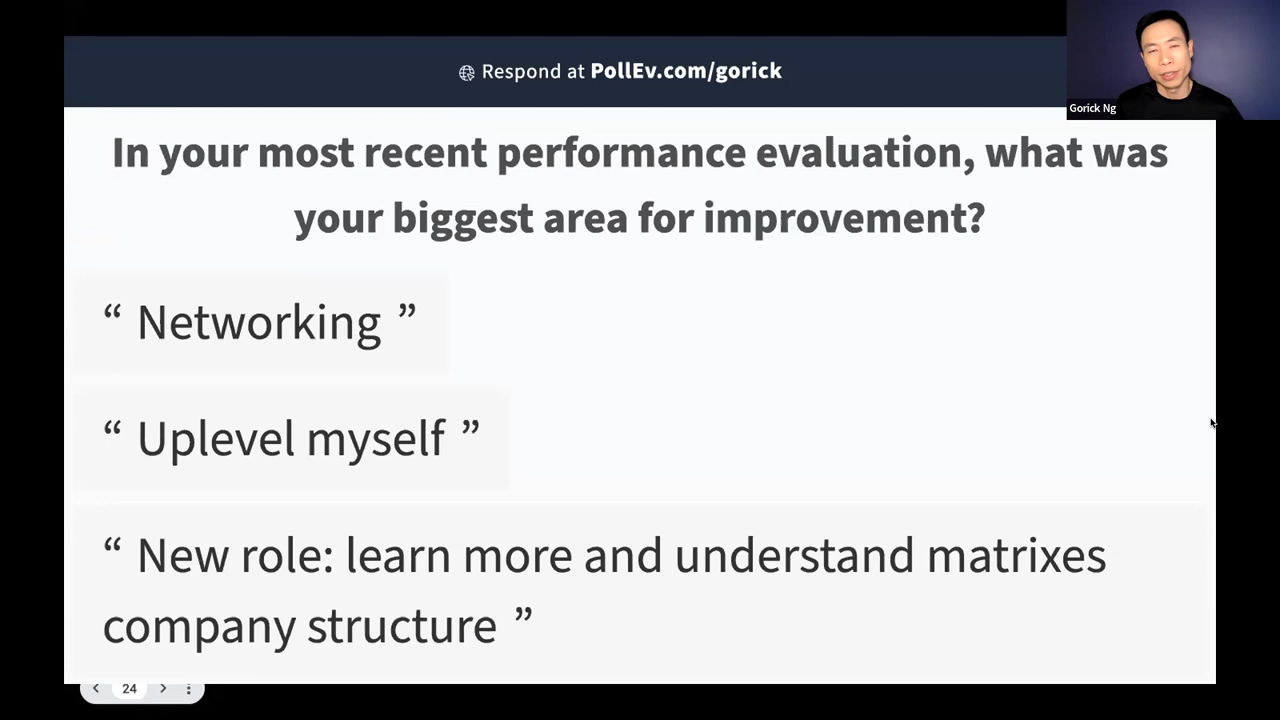 Respond at PollEv.com/gorick
Gorick Ng
In your most recent performance evaluation, what was
your biggest area for improvement?
“ Networking ”
“ Uplevel myself ”
“ New role: learn more and understand matrixes
company structure ”
24